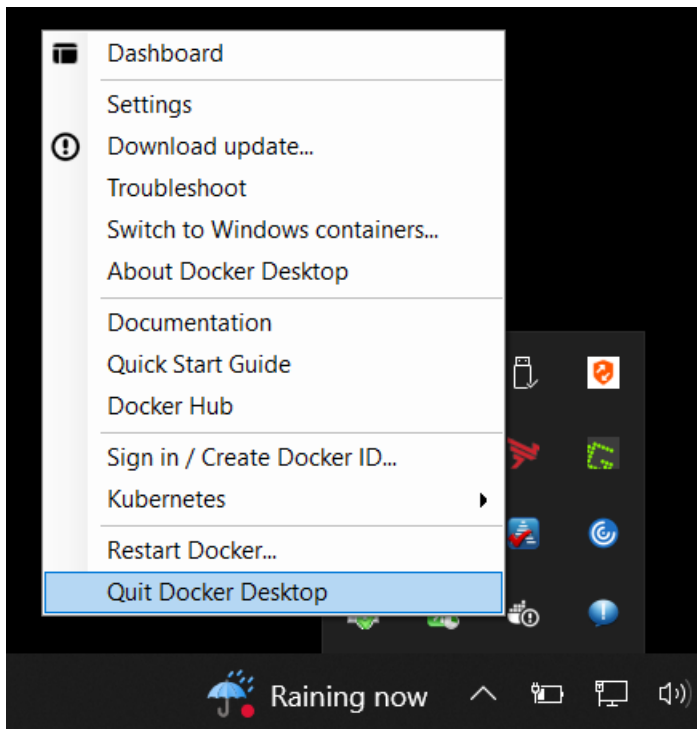 Dashboard
Settings
Download update...
Troubleshoot
Switch to Windows containers...
About Docker Desktop
Documentation
Quick Start Guide
Docker Hub
Sign in / Create Docker ID...
Kubernetes
Restart Docker...
Quit Docker Desktop
Raining now